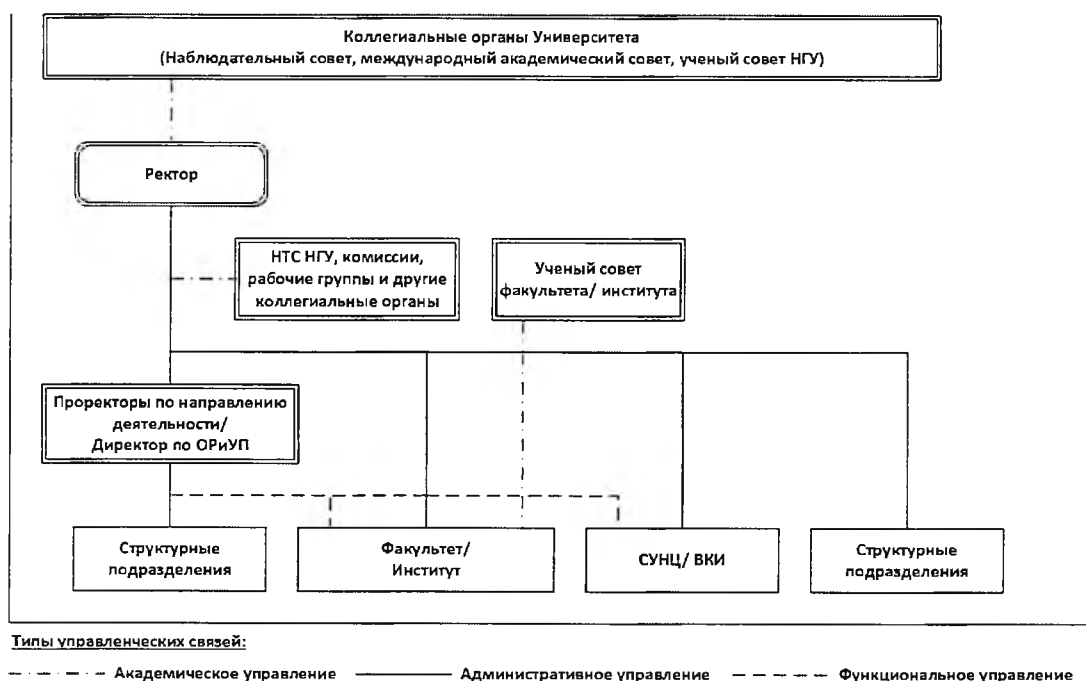 Коллегиальные органы Университета
(Наблюдательный совет, международный академический совет, ученый совет НГУ)
Ректор
НТС НГУ, комиссии,
рабочие группы и другие
коллегиальные органы
Ученый совет
факультета/ института
Проректоры по направлению
деятельности/
Директор по ОРиУП
Структурные
подразделения
Факультет/
Институт
СУНЦ/ ВКИ
Структурные
подразделения
Типы управленческих связей:
Академическое управление
Административное управление
Функциональное управление